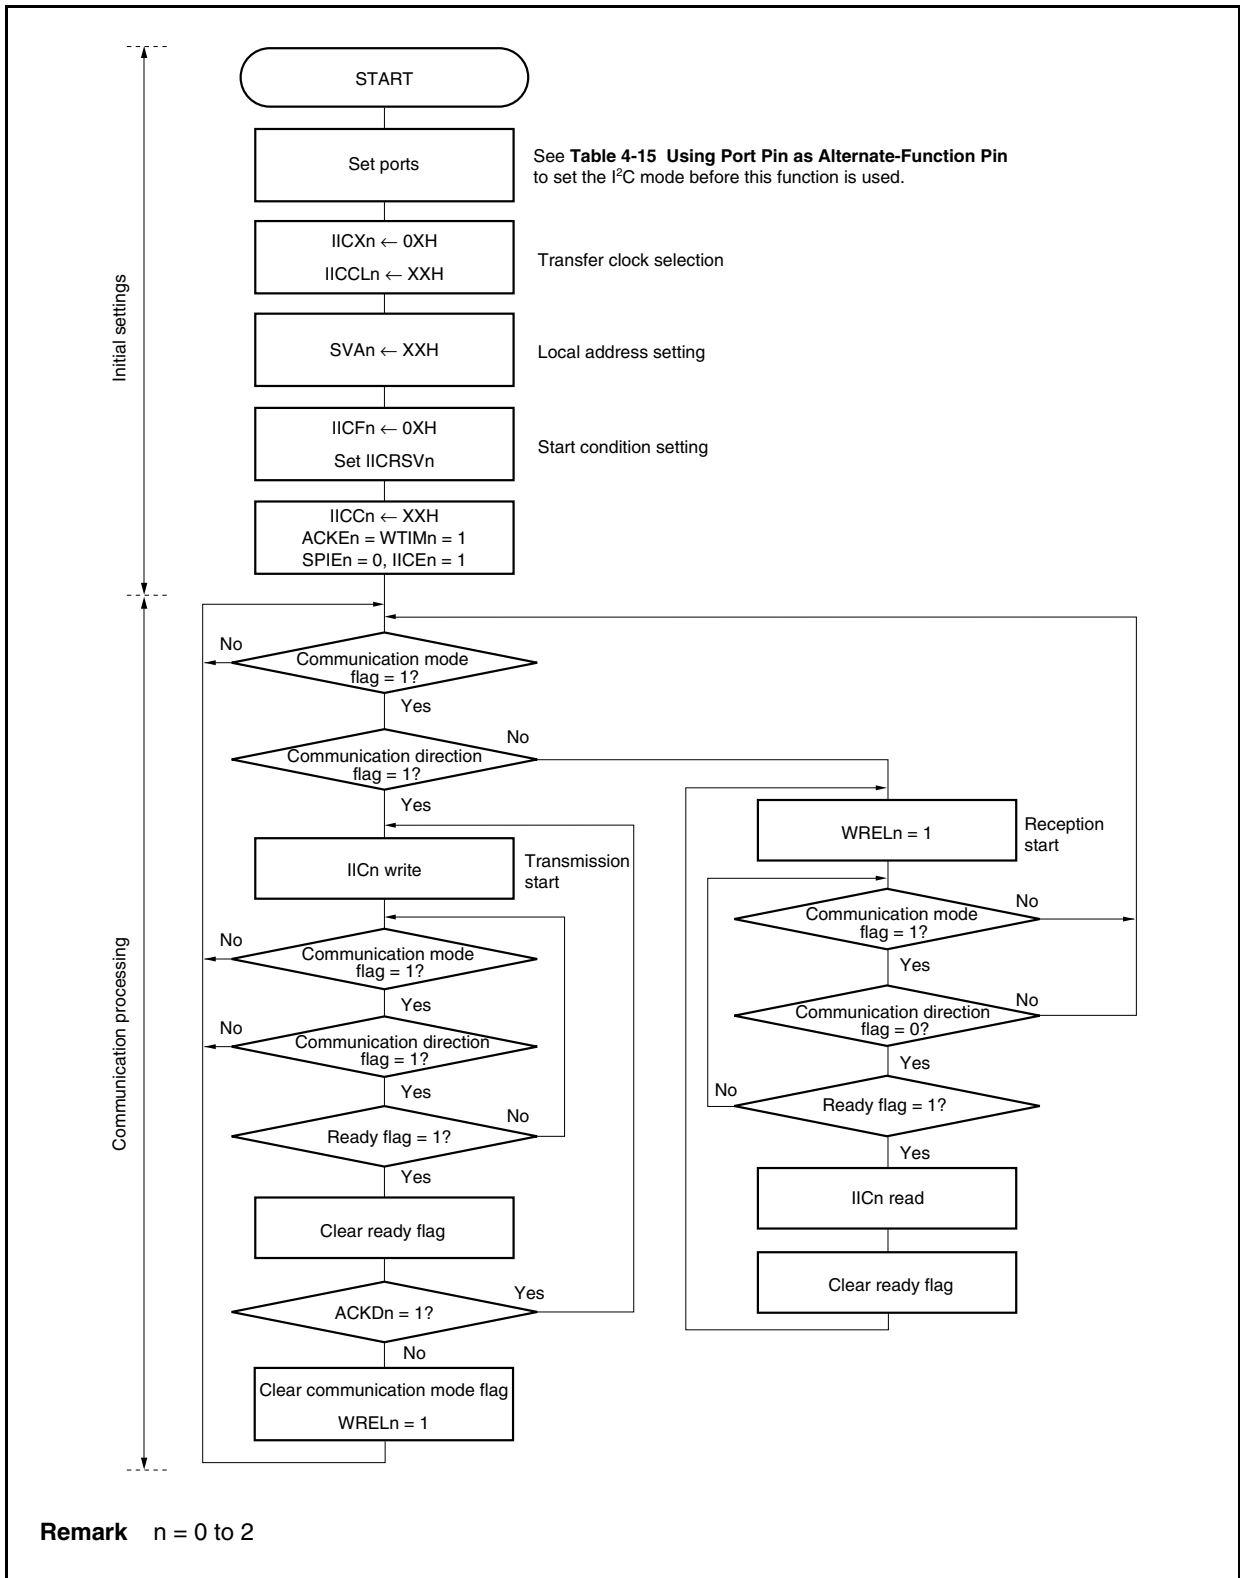 START
Set ports
See Table 4-15 Using Port Pin as Alternate-Function Pin
to set the I²C mode before this function is used.
IICXn ← 0XH
IICCLn ← XXH
Transfer clock selection
SVAn ← XXH
Local address setting
IICFn ← 0XH
Set IICRSVn
Start condition setting
IICCn ← XXH
ACKEn = WTIMn = 1
SPIEn = 0, IICEn = 1
Initial settings
Communication processing
No
Communication mode
flag = 1?
Yes
Communication direction
flag = 1?
No
Yes
IICn write
Transmission
start
No
Communication mode
flag = 1?
Yes
No
Communication direction
flag = 1?
Yes
Ready flag = 1?
No
Yes
Clear ready flag
ACKDn = 1?
Yes
No
Clear communication mode flag
WRELn = 1
WRELn = 1
Reception
start
Communication mode
flag = 1?
No
Yes
Communication direction
flag = 0?
No
Yes
No
Ready flag = 1?
Yes
IICn read
Clear ready flag
Remark n = 0 to 2